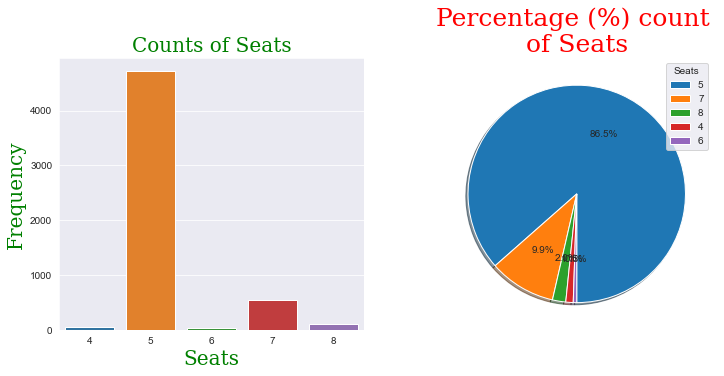 Counts of Seats
Frequency
4000
3000
2000
1000
0
4
5
6
7
8
Seats
Percentage (%) count
of Seats
Seats
5
7
8
4
6
86.5%
9.9%